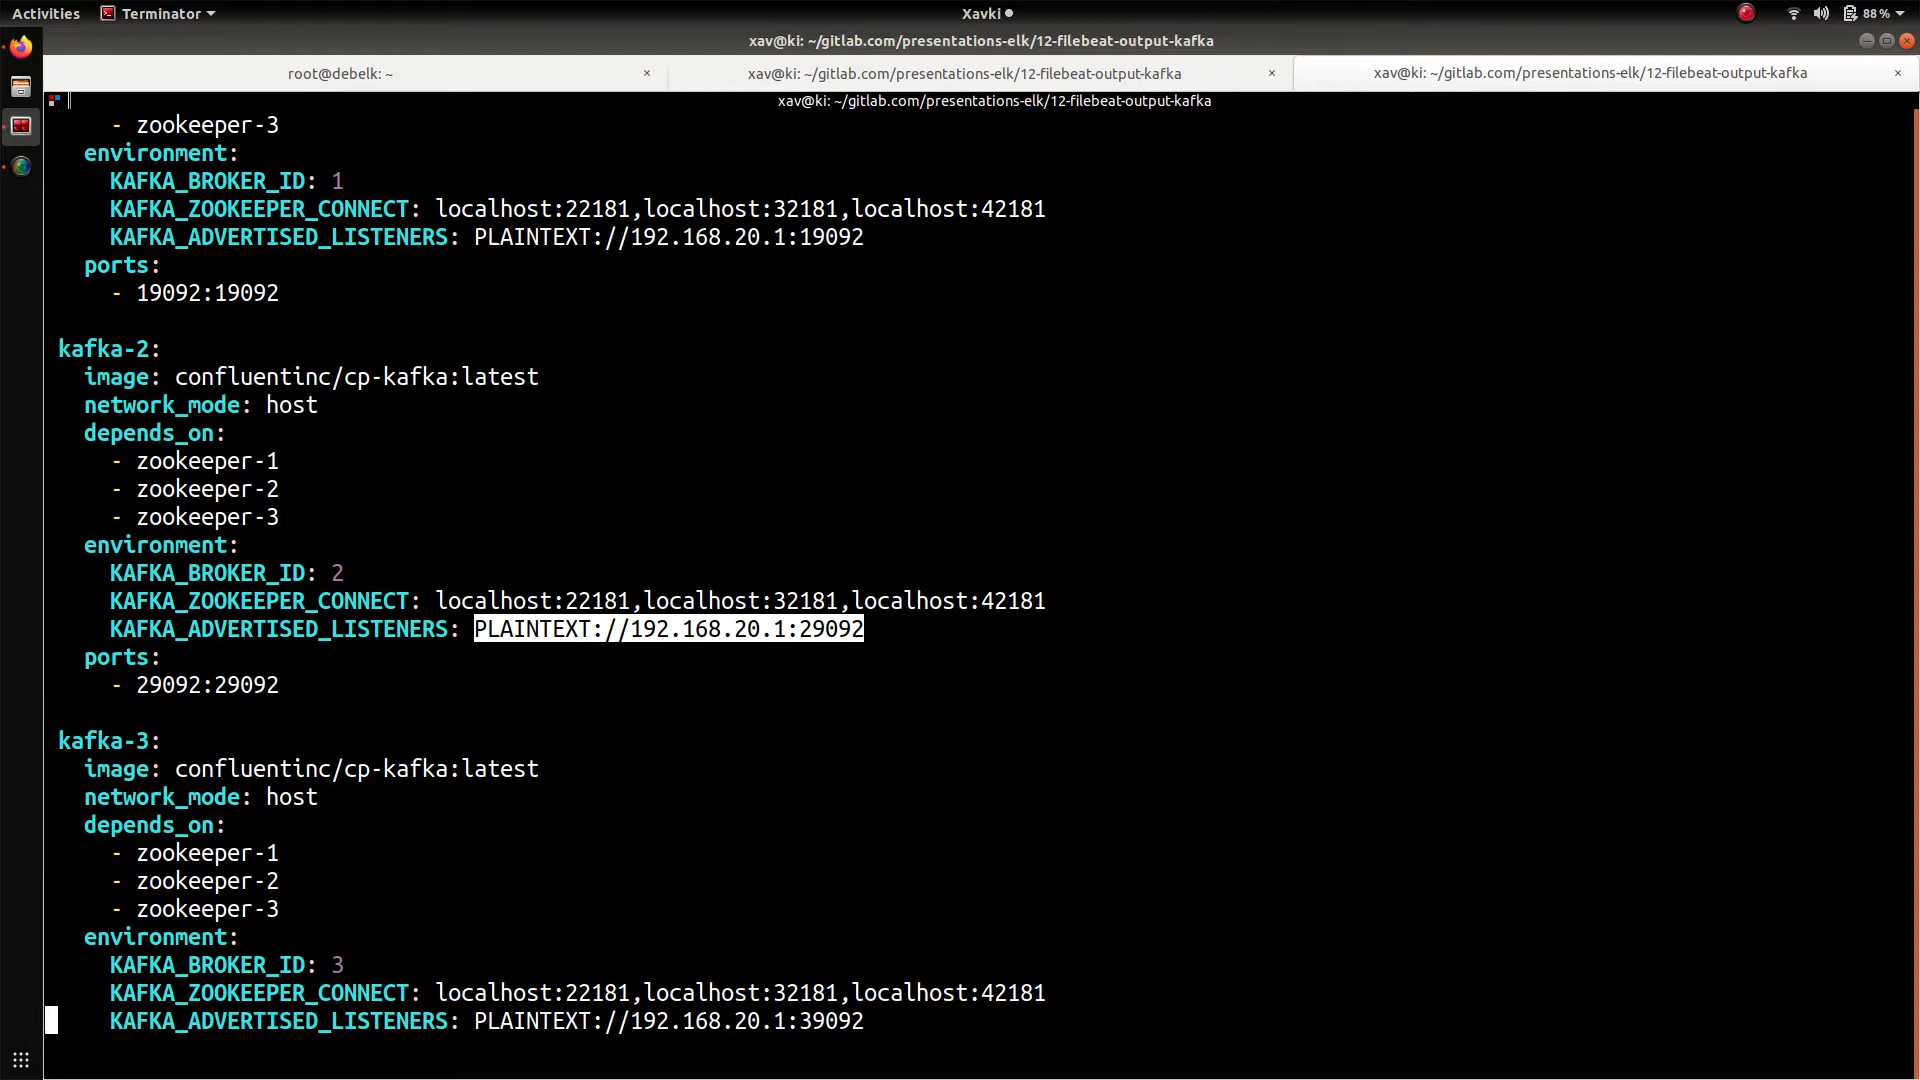 Activities
Terminator
Xavki
88 %
xav@ki: ~/gitlab.com/presentations-elk/12-filebeat-output-kafka
root@debelk: ~ ×
xav@ki: ~/gitlab.com/presentations-elk/12-filebeat-output-kafka ×
xav@ki: ~/gitlab.com/presentations-elk/12-filebeat-output-kafka ×
xav@ki: ~/gitlab.com/presentations-elk/12-filebeat-output-kafka
- zookeeper-3
environment:
KAFKA_BROKER_ID: 1
KAFKA_ZOOKEEPER_CONNECT: localhost:22181,localhost:32181,localhost:42181
KAFKA_ADVERTISED_LISTENERS: PLAINTEXT://192.168.20.1:19092
ports:
- 19092:19092
kafka-2:
image: confluentinc/cp-kafka:latest
network_mode: host
depends_on:
- zookeeper-1
- zookeeper-2
- zookeeper-3
environment:
KAFKA_BROKER_ID: 2
KAFKA_ZOOKEEPER_CONNECT: localhost:22181,localhost:32181,localhost:42181
KAFKA_ADVERTISED_LISTENERS: PLAINTEXT://192.168.20.1:29092
ports:
- 29092:29092
kafka-3:
image: confluentinc/cp-kafka:latest
network_mode: host
depends_on:
- zookeeper-1
- zookeeper-2
- zookeeper-3
environment:
KAFKA_BROKER_ID: 3
KAFKA_ZOOKEEPER_CONNECT: localhost:22181,localhost:32181,localhost:42181
KAFKA_ADVERTISED_LISTENERS: PLAINTEXT://192.168.20.1:39092